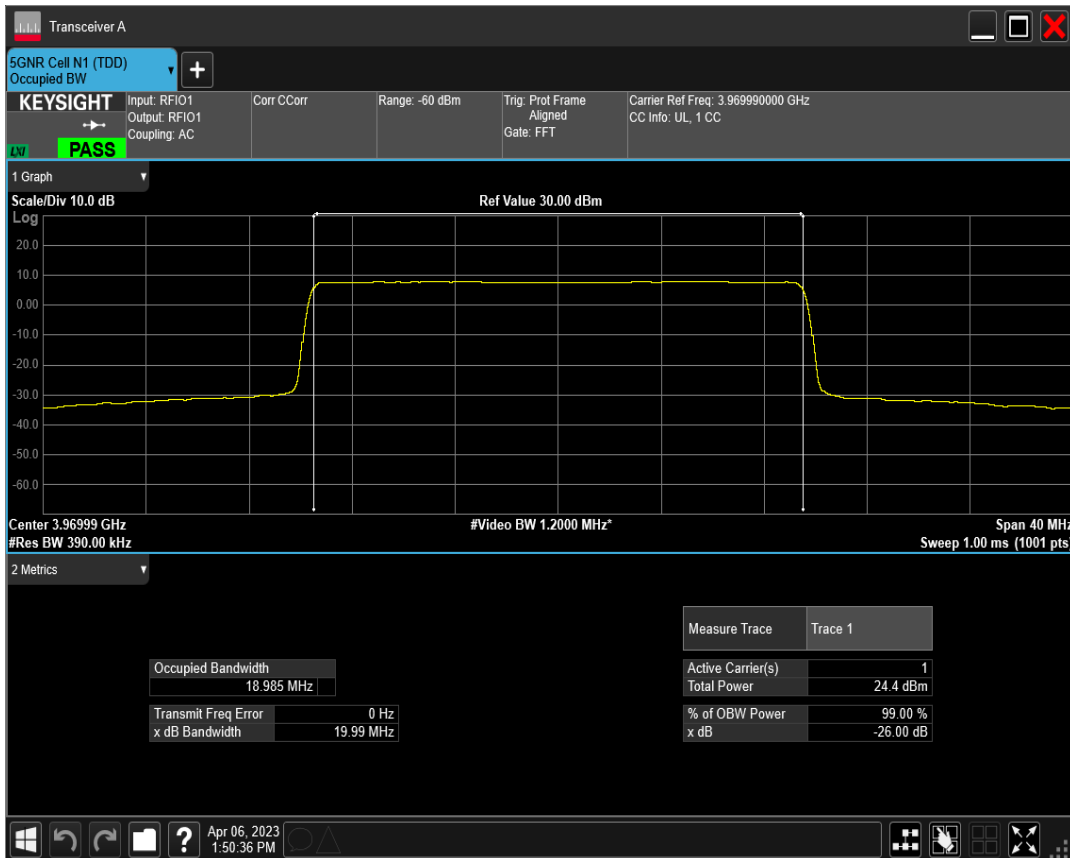 Transceiver A
5GNR Cell N1 (TDD)
Occupied BW
+
KEYSIGHT
LXI
PASS
Input: RFIO1
Output: RFIO1
Coupling: AC
Corr CCorr
Range: -60 dBm
Trig: Prot Frame
Aligned
Gate: FFT
Carrier Ref Freq: 3.969990000 GHz
CC Info: UL, 1 CC
1 Graph
Scale/Div 10.0 dB
Ref Value 30.00 dBm
Log
20.0
10.0
0.00
-10.0
-20.0
-30.0
-40.0
-50.0
-60.0
Center 3.96999 GHz
#Video BW 1.2000 MHz*
Span 40 MHz
#Res BW 390.00 kHz
Sweep 1.00 ms (1001 pts)
2 Metrics
Measure Trace Trace 1
Occupied Bandwidth
18.985 MHz
Active Carrier(s) 1
Total Power 24.4 dBm
Transmit Freq Error 0 Hz
x dB Bandwidth 19.99 MHz
% of OBW Power 99.00 %
x dB -26.00 dB
?
Apr 06, 2023
1:50:36 PM